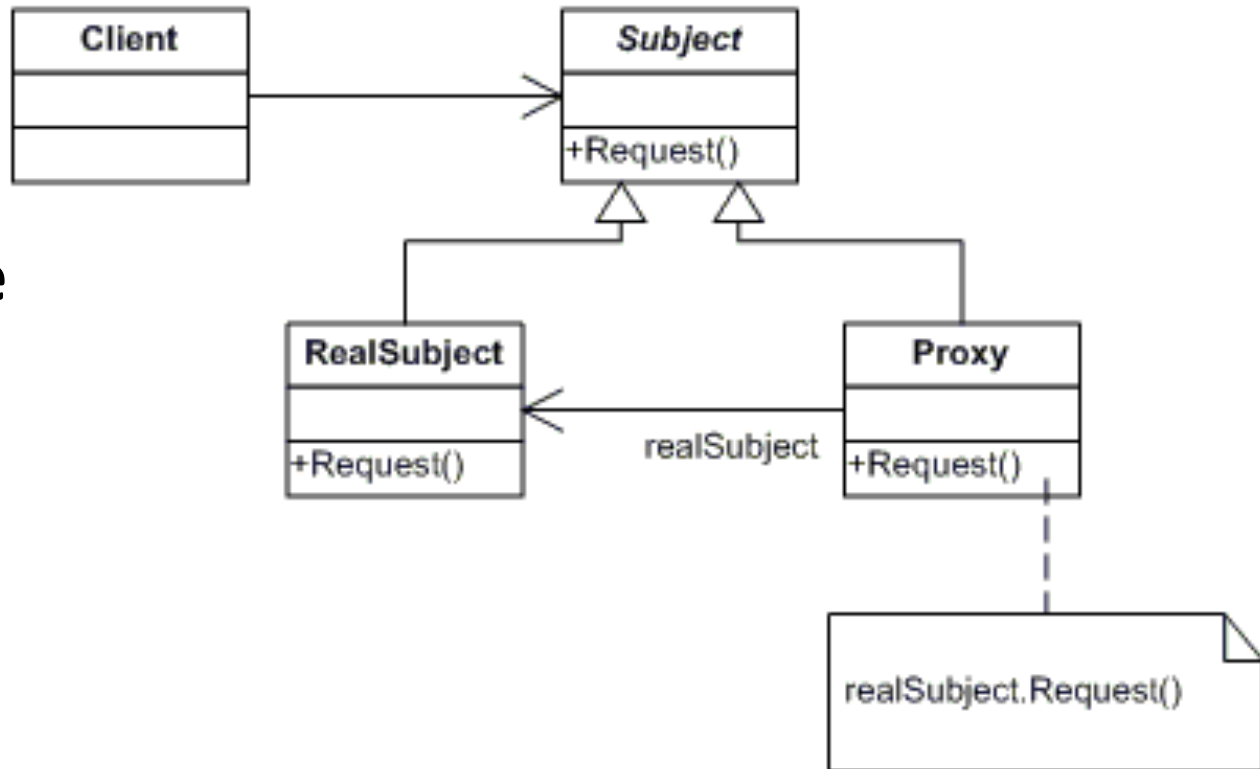 Client
Subject
+Request()
e
RealSubject
Proxy
+Request()
realSubject
+Request()
realSubject.Request()